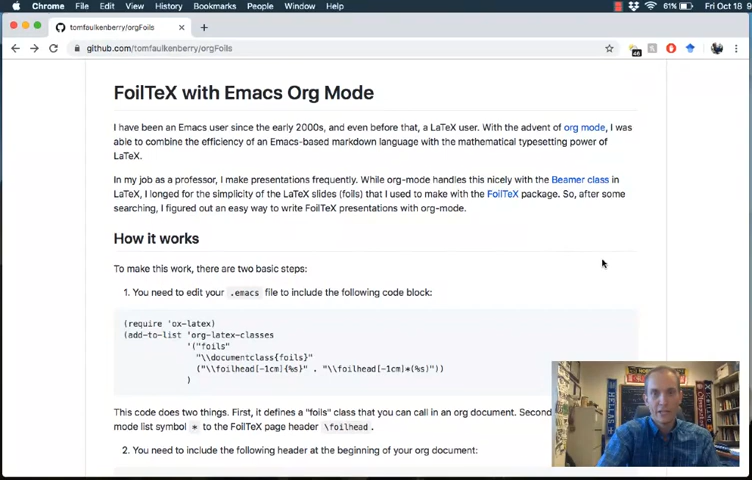 Chrome File Edit View History Bookmarks People Window Help 61% Fri Oct 18 9
tomfaulkenberry/orgFoils
github.com/tomfaulkenberry/orgFoils
FoilTeX with Emacs Org Mode
I have been an Emacs user since the early 2000s, and even before that, a LaTeX user. With the advent of org mode, I was
able to combine the efficiency of an Emacs-based markdown language with the mathematical typesetting power of
LaTeX.
In my job as a professor, I make presentations frequently. While org-mode handles this nicely with the Beamer class in
LaTeX, I longed for the simplicity of the LaTeX slides (foils) that I used to make with the FoilTeX package. So, after some
searching, I figured out an easy way to write FoilTeX presentations with org-mode.
How it works
To make this work, there are two basic steps:
1. You need to edit your .emacs file to include the following code block:
(require 'ox-latex)
(add-to-list 'org-latex-classes
'("foils"
"\\documentclass{foils}"
("\\foilhead[-1cm]{%s}" . "\\foilhead[-1cm]*{%s}"))
)
This code does two things. First, it defines a "foils" class that you can call in an org document. Second
mode list symbol * to the FoilTeX page header \foilhead.
2. You need to include the following header at the beginning of your org document:
HELLAS